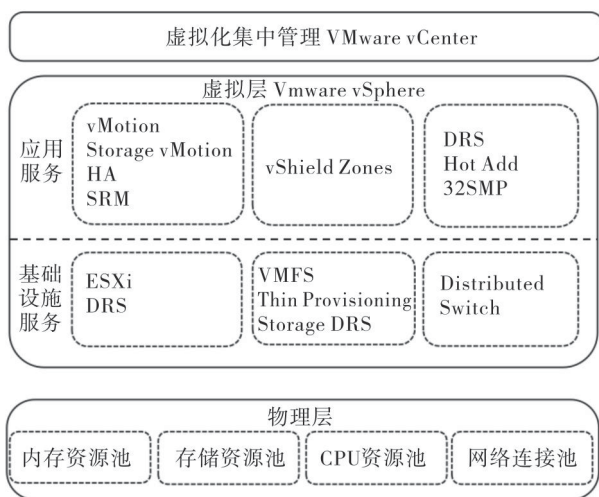 虚拟化集中管理 VMware vCenter
虚拟层 Vmware vSphere
应用
服务
vMotion
Storage vMotion
HA
SRM
vShield Zones
DRS
Hot Add
32SMP
基础
设施
服务
ESXi
DRS
VMFS
Thin Provisioning
Storage DRS
Distributed
Switch
物理层
内存资源池
存储资源池
CPU资源池
网络连接池